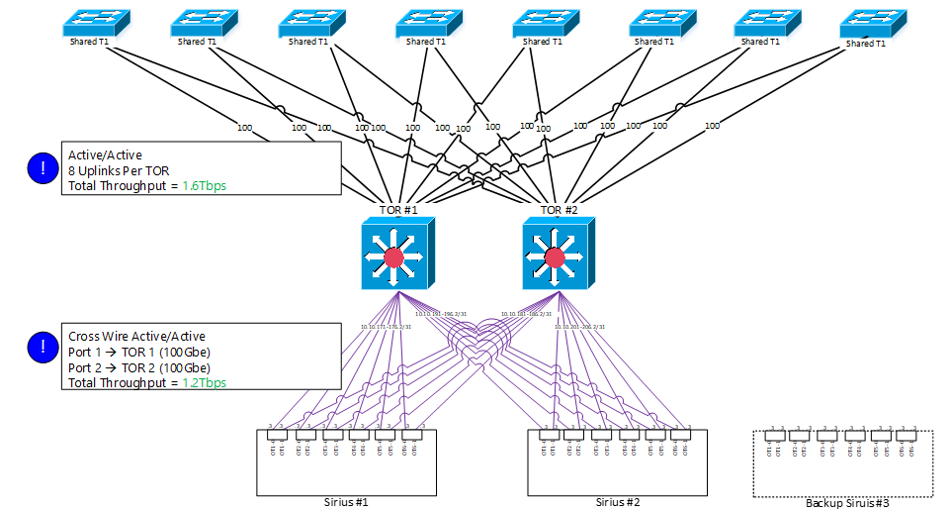 Shared T1 Shared T1 Shared T1 Shared T1 Shared T1 Shared T1 Shared T1 Shared T1
100 100 100 100 100 100 100 100 100 100 100 100 100 100 100 100
!
Active/Active
8 Uplinks Per TOR
Total Throughput = 1.6Tbps
TOR #1 TOR #2
10.10.191-196.2/31 10.10.181-186.2/31
10.10.171-176.2/31 10.10.201-206.2/31
!
Cross Wire Active/Active
Port 1 → TOR 1 (100Gbe)
Port 2 → TOR 2 (100Gbe)
Total Throughput = 1.2Tbps
Sirius #1 Sirius #2 Backup Siruis#3